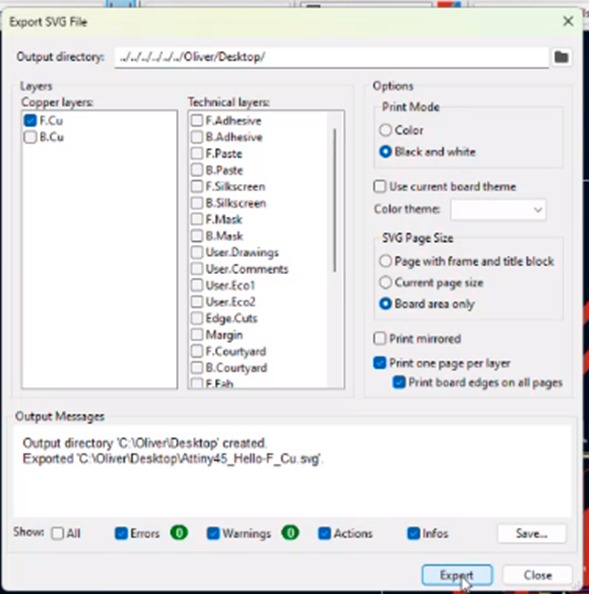 Export SVG File
Output directory: ../../../../../../Oliver/Desktop/
Layers
Copper layers:
F.Cu
B.Cu
Technical layers:
F.Adhesive
B.Adhesive
F.Paste
B.Paste
F.Silkscreen
B.Silkscreen
F.Mask
B.Mask
User.Drawings
User.Comments
User.Eco1
User.Eco2
Edge.Cuts
Margin
F.Courtyard
B.Courtyard
F.Fab
Options
Print Mode
Color
Black and white
Use current board theme
Color theme:
SVG Page Size
Page with frame and title block
Current page size
Board area only
Print mirrored
Print one page per layer
Print board edges on all pages
Output Messages
Output directory 'C:\Oliver\Desktop' created.
Exported 'C:\Oliver\Desktop\Attiny45_Hello-F_Cu.svg'.
Show: All Errors 0 Warnings 0 Actions Infos Save...
Export Close